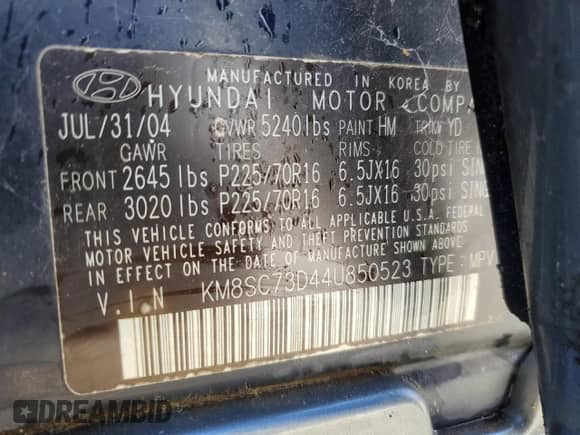 MANUFACTURED IN KOREA BY
HYUNDAI MOTOR COMP
JUL/31/04 GVWR 5240lbs PAINT HM TRIM YD
GAWR TIRES RIMS COLD TIRE
FRONT 2645 lbs P225/70R16 6.5JX16 30psi SIN
REAR 3020 lbs P225/70R16 6.5JX16 30psi SING
THIS VEHICLE CONFORMS TO ALL APPLICABLE U.S.A. FEDERAL
MOTOR VEHICLE SAFETY AND THEFT PREVENTION STANDARDS
IN EFFECT ON THE DATE OF MANUFACTURE SHOWN ABOVE
V.I.N KM8SC73D44U850523 TYPE : MPV
DREAMBID